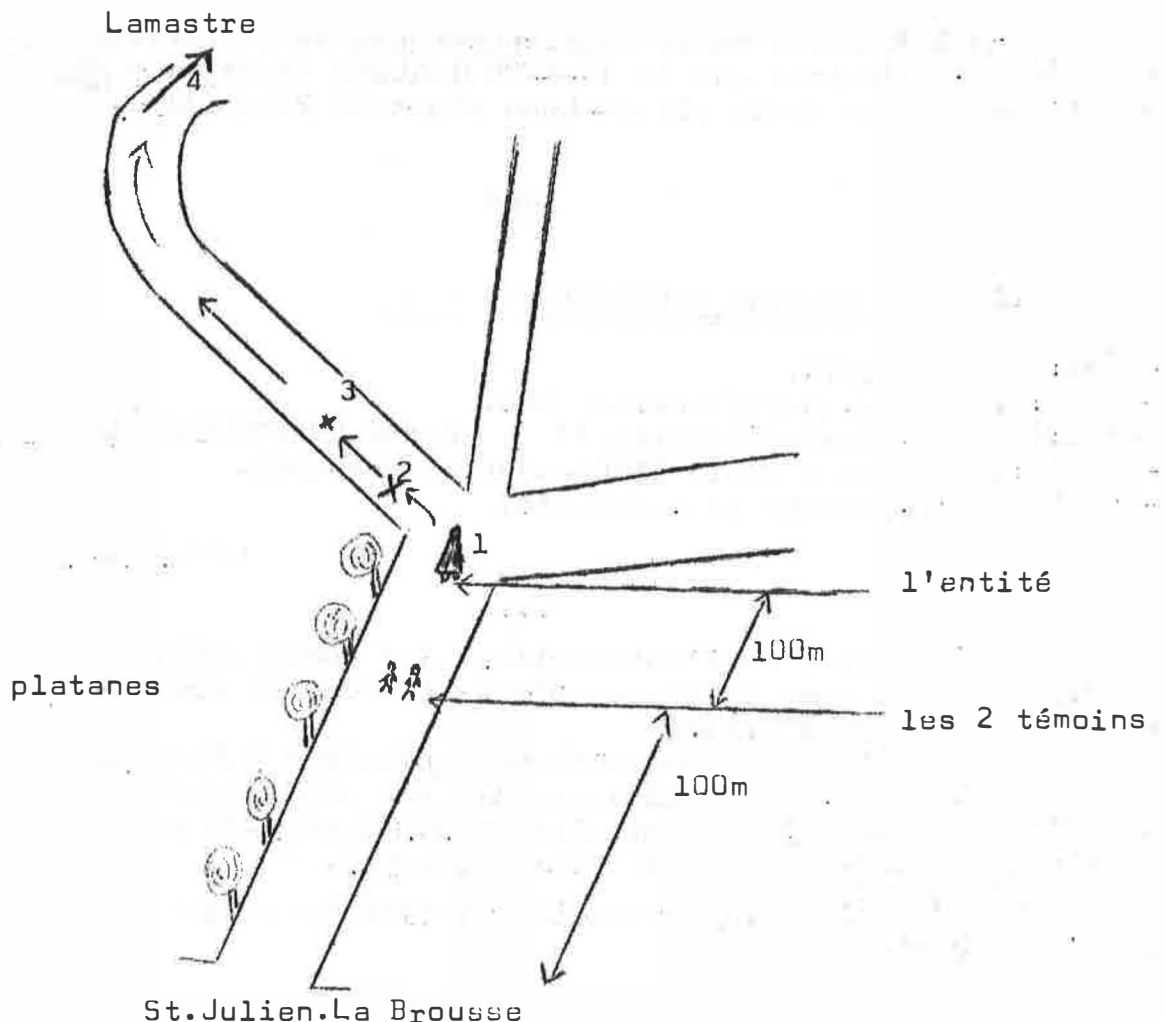 Lamastre
4
3
2
1
l'entité
100m
platanes
les 2 témoins
100m
St.Julien.La Brousse